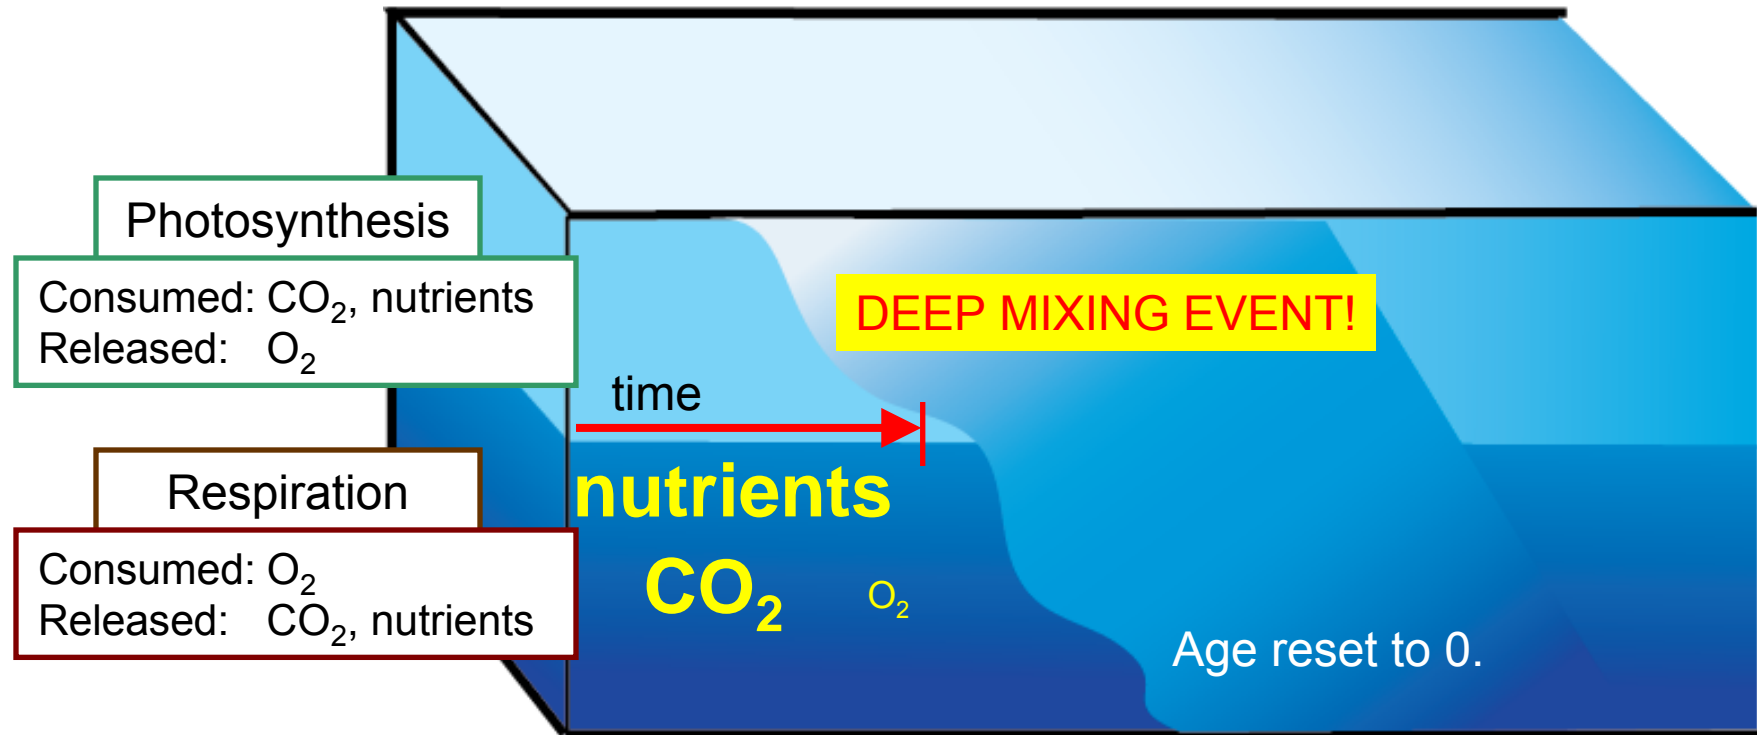 Photosynthesis
Consumed: CO₂, nutrients
Released: O₂
DEEP MIXING EVENT!
time
Respiration
Consumed: O₂
Released: CO₂, nutrients
nutrients
CO₂ O₂
Age reset to 0.